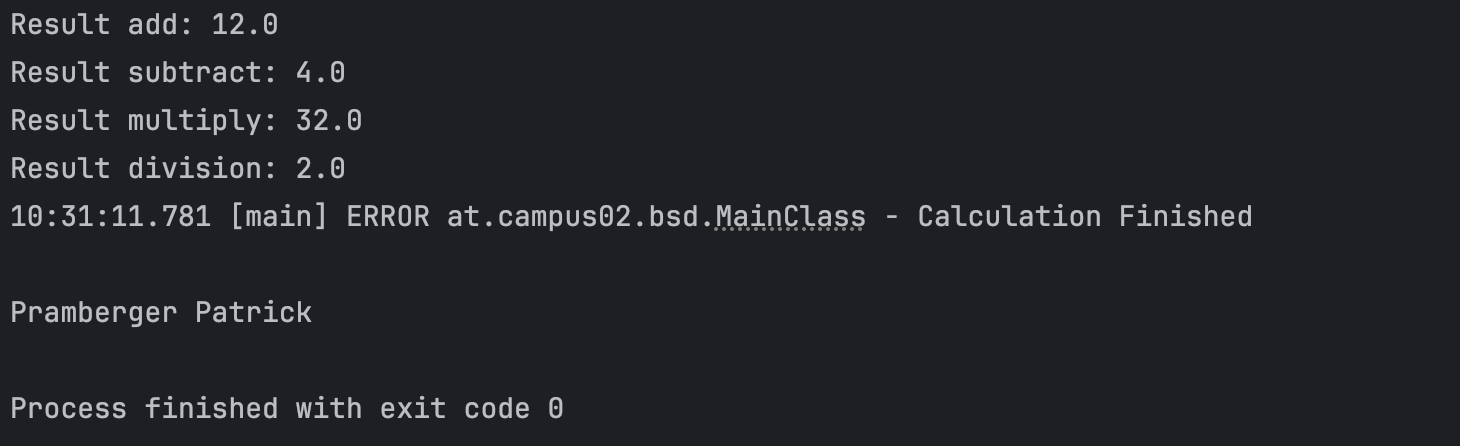 Result add: 12.0
Result subtract: 4.0
Result multiply: 32.0
Result division: 2.0
10:31:11.781 [main] ERROR at.campus02.bsd.MainClass - Calculation Finished
Pramberger Patrick
Process finished with exit code 0